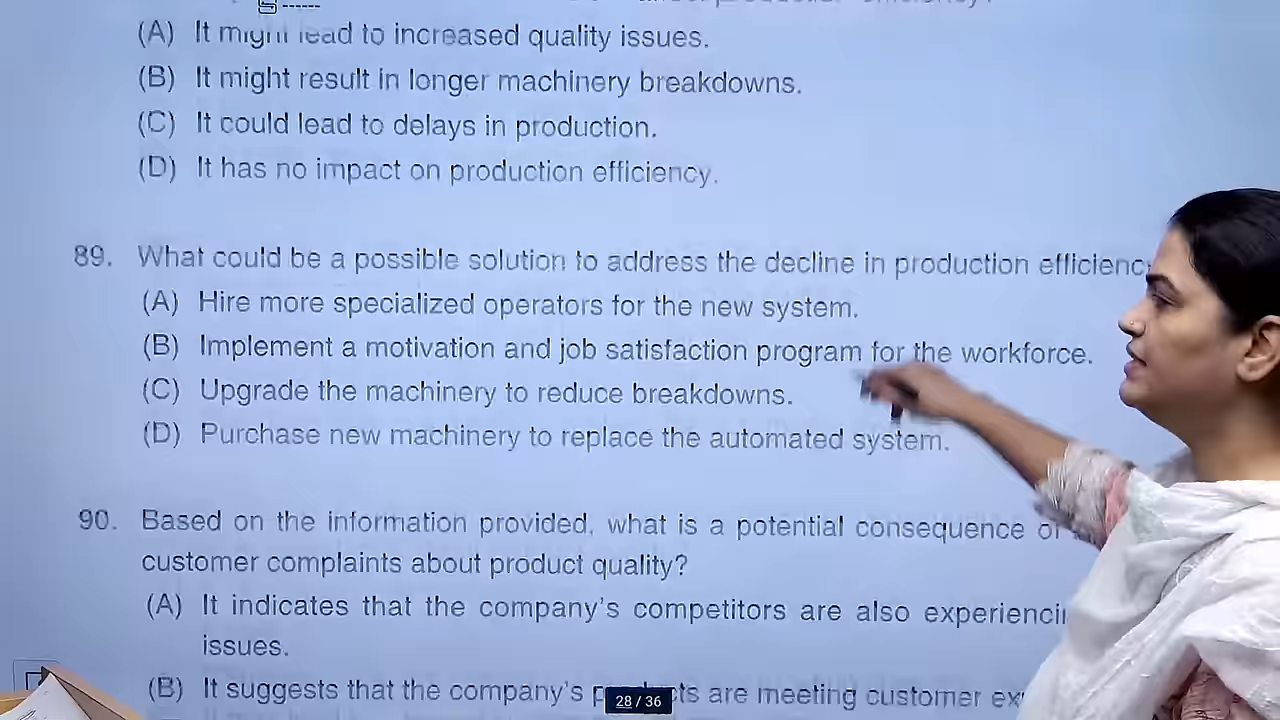 (A) It might lead to increased quality issues.
(B) It might result in longer machinery breakdowns.
(C) It could lead to delays in production.
(D) It has no impact on production efficiency.
89. What could be a possible solution to address the decline in production
(A) Hire more specialized operators for the new system.
(B) Implement a motivation and job satisfaction program for the workforce.
(C) Upgrade the machinery to reduce breakdowns.
(D) Purchase new machinery to replace the automated system.
90. Based on the information provided, what is a potential consequence
customer complaints about product quality?
(A) It indicates that the company's competitors are also
issues.
(B) It suggests that the company's are meeting customer
28 / 36